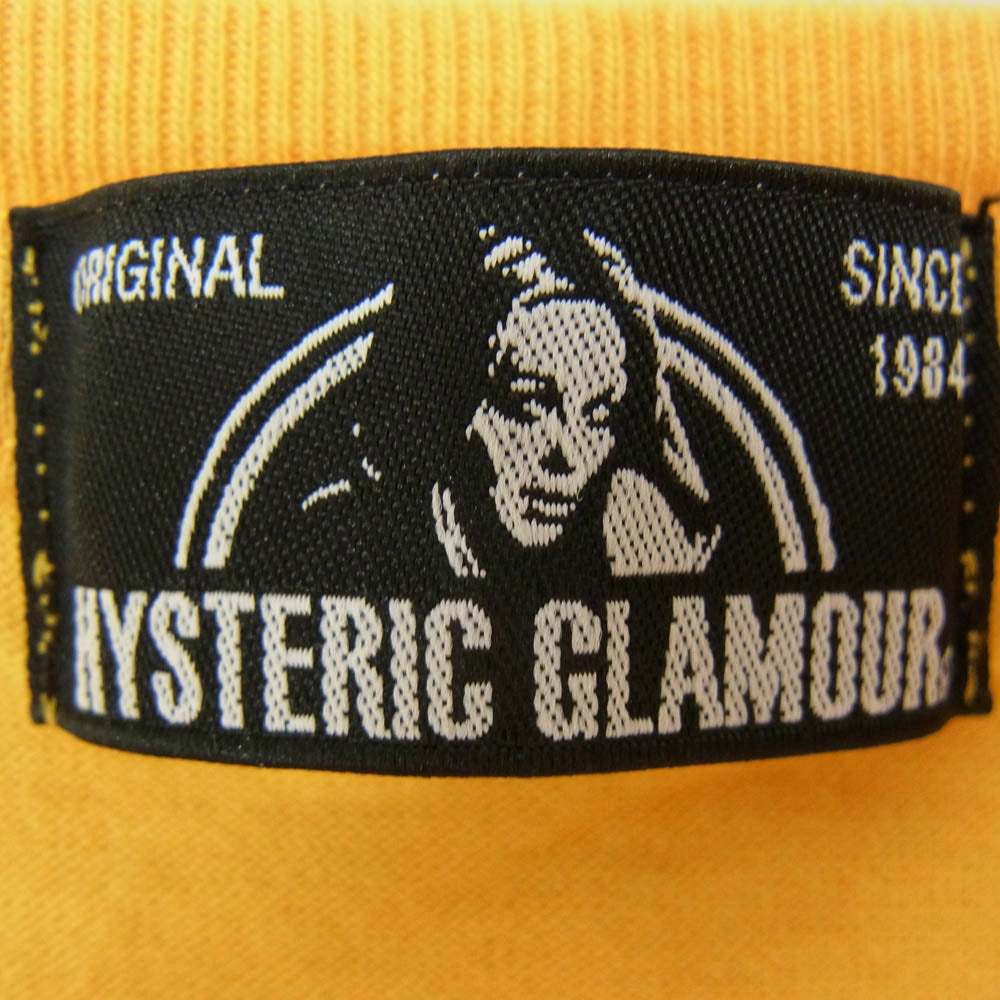 ORIGINAL
SINCE
1984
HYSTERIC GLAMOUR.